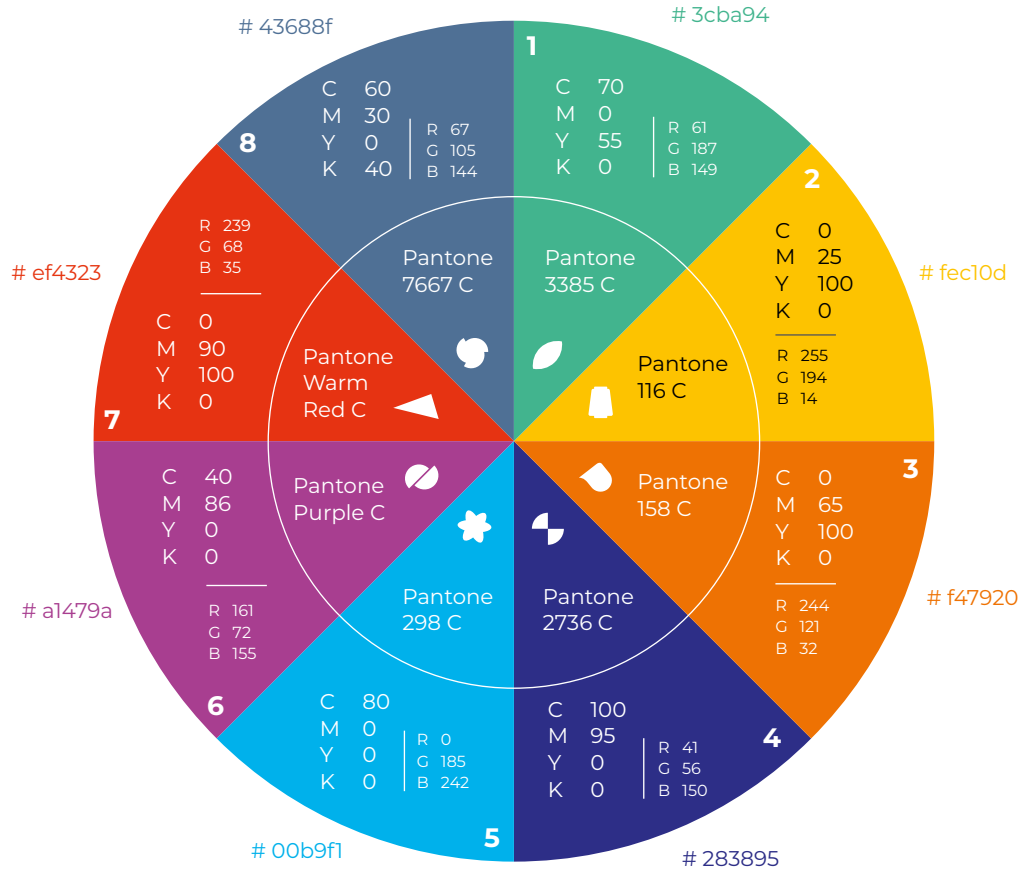 # 3cba94
1
C 70
M 0
Y 55
K 0
R 61
G 187
B 149
Pantone
3385 C
2
C 0
M 25
Y 100
K 0
R 255
G 194
B 14
Pantone
116 C
# fec10d
3
C 0
M 65
Y 100
K 0
R 244
G 121
B 32
Pantone
158 C
# f47920
4
C 100
M 95
Y 0
K 0
R 41
G 56
B 150
Pantone
2736 C
# 283895
5
C 80
M 0
Y 0
K 0
R 0
G 185
B 242
Pantone
298 C
# 00b9f1
6
C 40
M 86
Y 0
K 0
R 161
G 72
B 155
Pantone
Purple C
# a1479a
7
R 239
G 68
B 35
C 0
M 90
Y 100
K 0
Pantone
Warm
Red C
# ef4323
8
C 60
M 30
Y 0
K 40
R 67
G 105
B 144
Pantone
7667 C
# 43688f